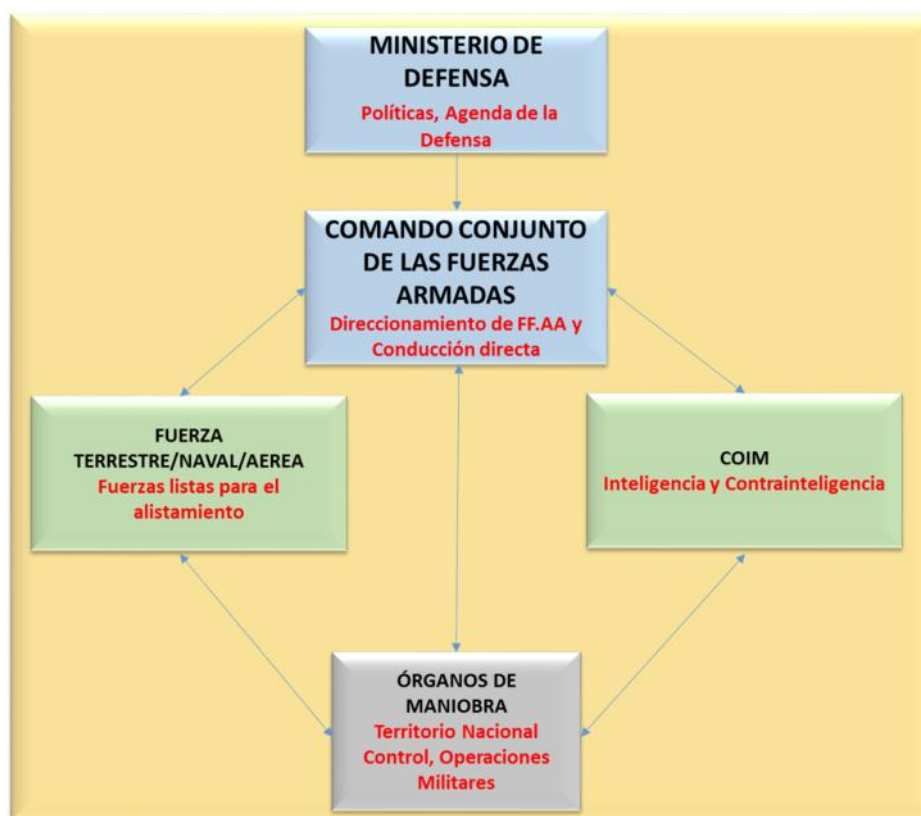 MINISTERIO DE
DEFENSA
Políticas, Agenda de la
Defensa
COMANDO CONJUNTO
DE LAS FUERZAS
ARMADAS
Direccionamiento de FF.AA y
Conducción directa
FUERZA
TERRESTRE/NAVAL/AEREA
Fuerzas listas para el
alistamiento
COIM
Inteligencia y Contrainteligencia
ÓRGANOS DE
MANIOBRA
Territorio Nacional
Control, Operaciones
Militares